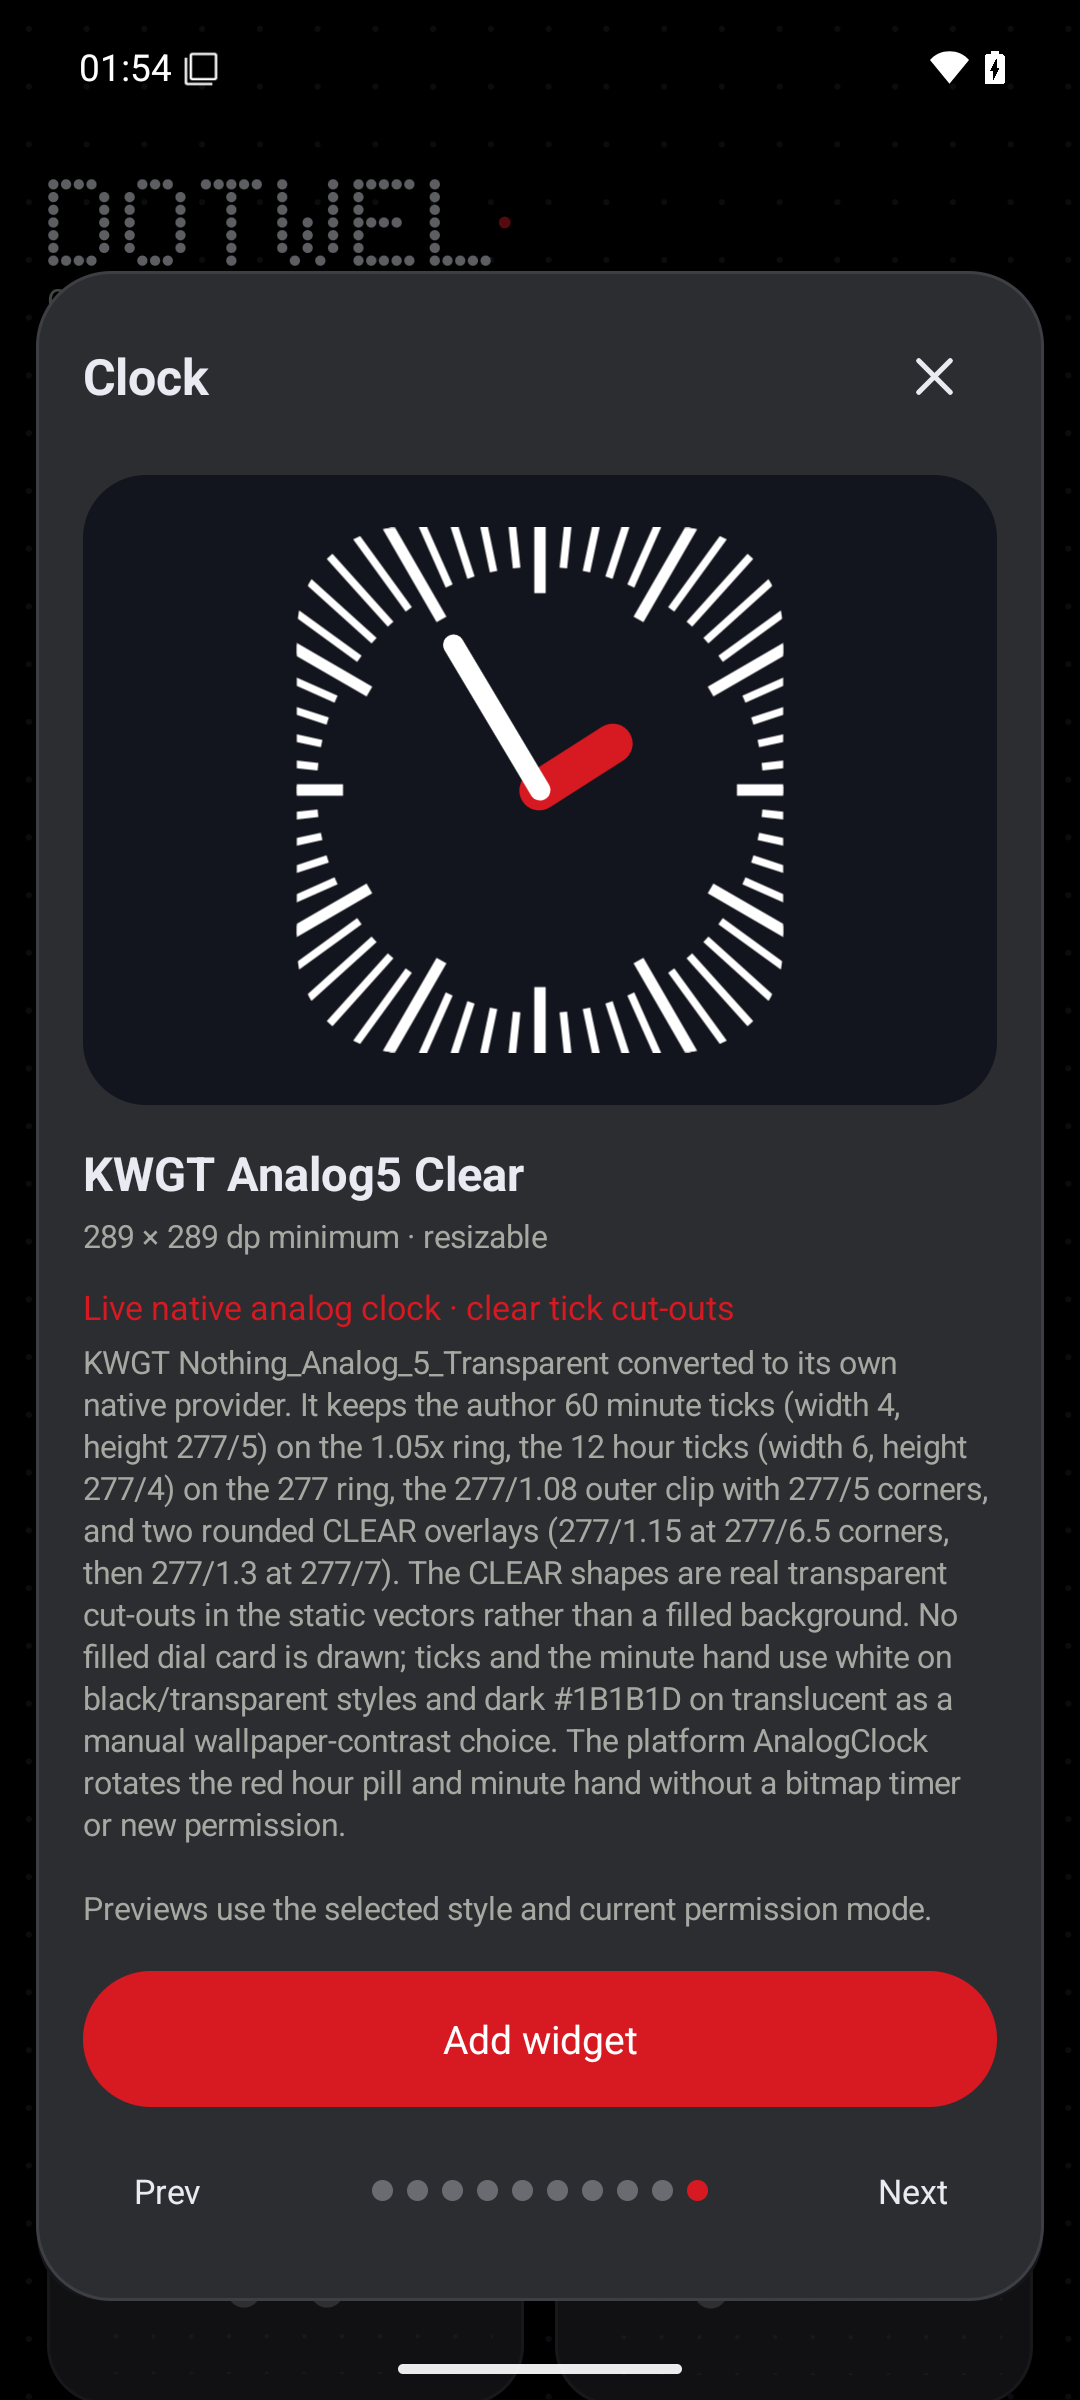 01:54
DOTWEL
Clock
KWGT Analog5 Clear
289 × 289 dp minimum · resizable
Live native analog clock · clear tick cut-outs
KWGT Nothing_Analog_5_Transparent converted to its own
native provider. It keeps the author 60 minute ticks (width 4,
height 277/5) on the 1.05x ring, the 12 hour ticks (width 6, height
277/4) on the 277 ring, the 277/1.08 outer clip with 277/5 corners,
and two rounded CLEAR overlays (277/1.15 at 277/6.5 corners,
then 277/1.3 at 277/7). The CLEAR shapes are real transparent
cut-outs in the static vectors rather than a filled background. No
filled dial card is drawn; ticks and the minute hand use white on
black/transparent styles and dark #1B1B1D on translucent as a
manual wallpaper-contrast choice. The platform AnalogClock
rotates the red hour pill and minute hand without a bitmap timer
or new permission.
Previews use the selected style and current permission mode.
Add widget
Prev
Next